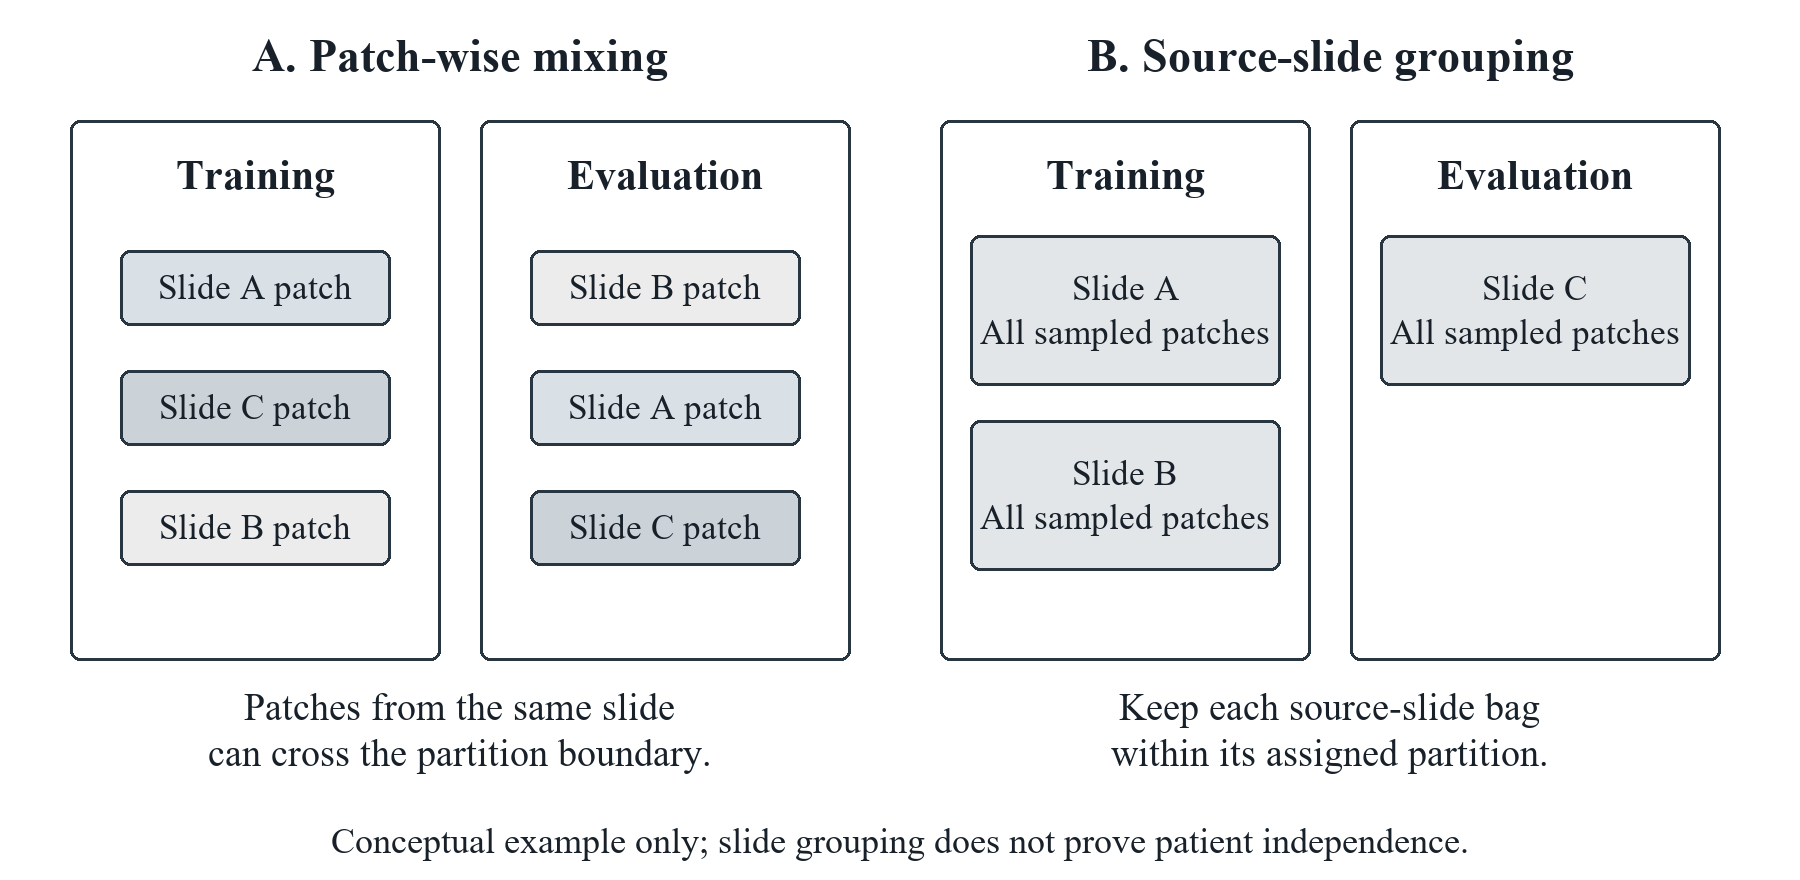 A. Patch-wise mixing
Training
Slide A patch
Slide C patch
Slide B patch
Evaluation
Slide B patch
Slide A patch
Slide C patch
Patches from the same slide
can cross the partition boundary.
B. Source-slide grouping
Training
Slide A
All sampled patches
Slide B
All sampled patches
Evaluation
Slide C
All sampled patches
Keep each source-slide bag
within its assigned partition.
Conceptual example only; slide grouping does not prove patient independence.